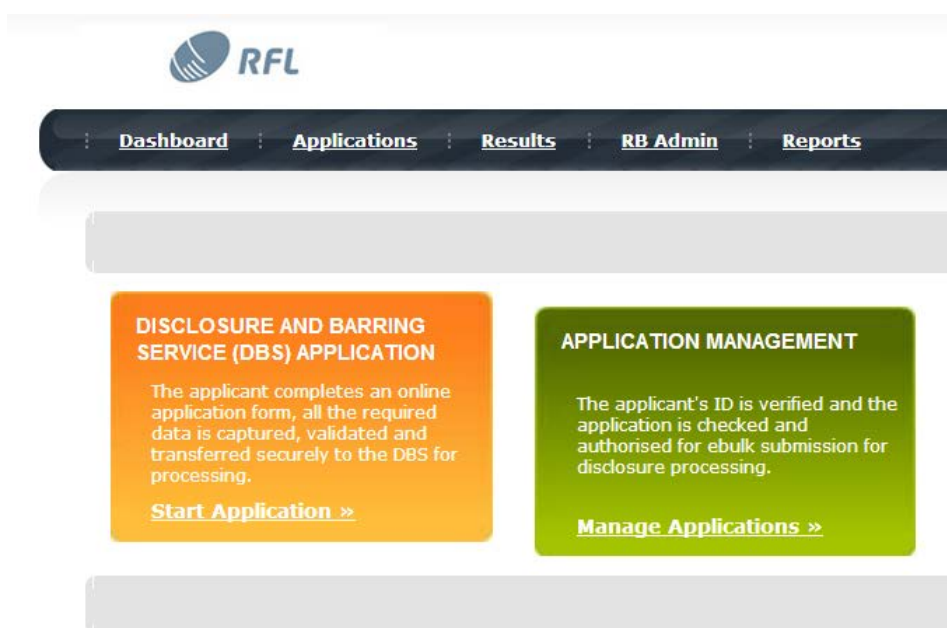 RFL
Dashboard Applications Results RB Admin Reports
DISCLOSURE AND BARRING
SERVICE (DBS) APPLICATION
The applicant completes an online
application form, all the required
data is captured, validated and
transferred securely to the DBS for
processing.
Start Application »
APPLICATION MANAGEMENT
The applicant's ID is verified and the
application is checked and
authorised for ebulk submission for
disclosure processing.
Manage Applications »